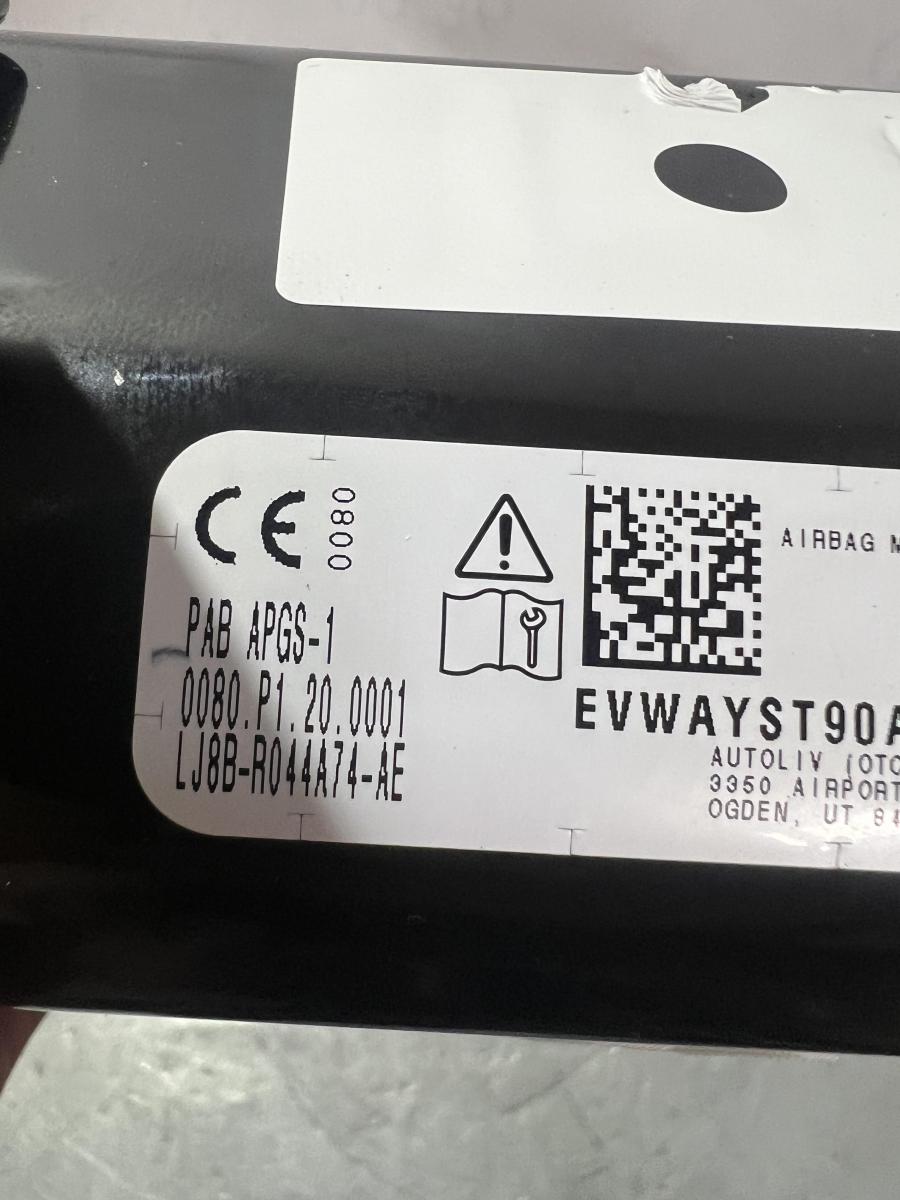 CE 0080
PAB APGS-1
0080.P1.20.0001
LJ8B-R044A74-AE
AIRBAG
EVWAYST90A
AUTOLIV
3350 AIRPORT
OGDEN, UT